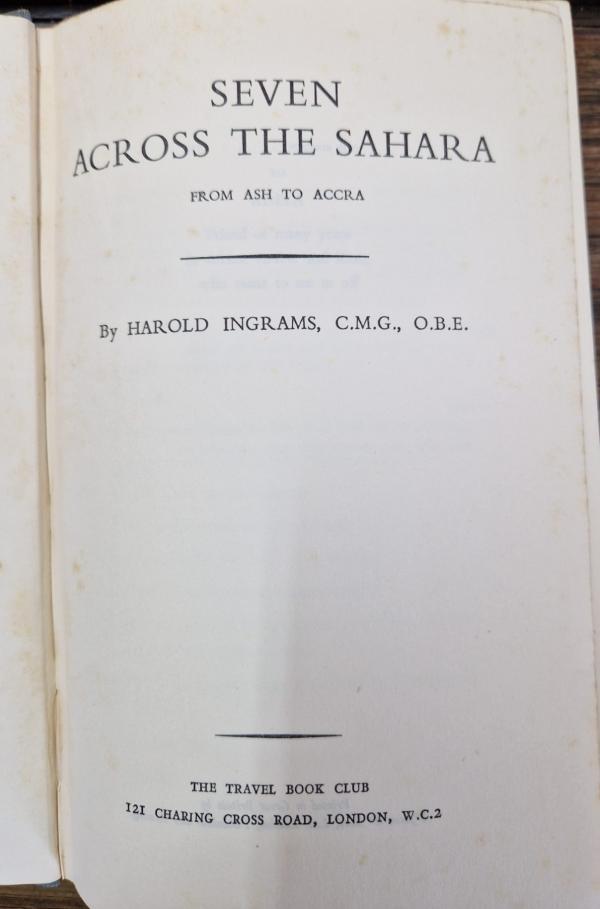 SEVEN
ACROSS THE SAHARA
FROM ASH TO ACCRA
By HAROLD INGRAMS, C.M.G., O.B.E.
THE TRAVEL BOOK CLUB
121 CHARING CROSS ROAD, LONDON, W.C.2